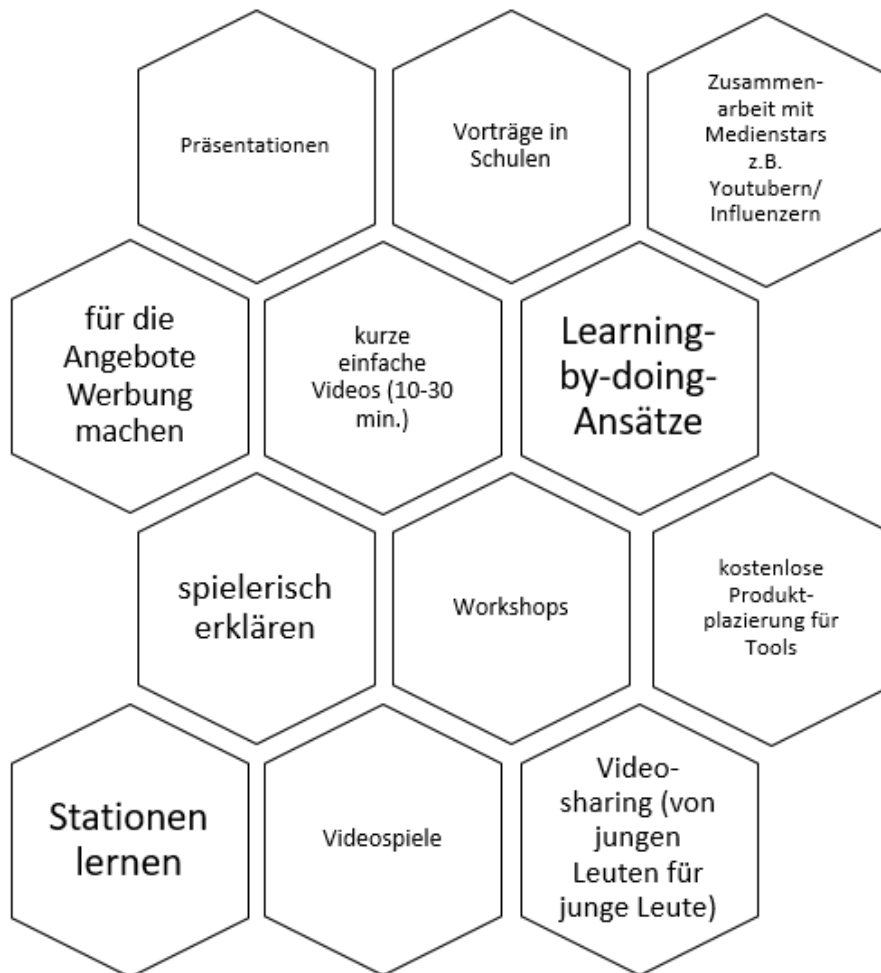 Präsentationen
Vorträge in
Schulen
Zusammen-
arbeit mit
Medienstars
z.B.
Youtubern/
Influenzern
für die
Angebote
Werbung
machen
kurze
einfache
Videos (10-30
min.)
Learning-
by-doing-
Ansätze
spielerisch
erklären
Workshops
kostenlose
Produkt-
plazierung für
Tools
Stationen
lernen
Videospiele
Video-
sharing (von
jungen
Leuten für
junge Leute)